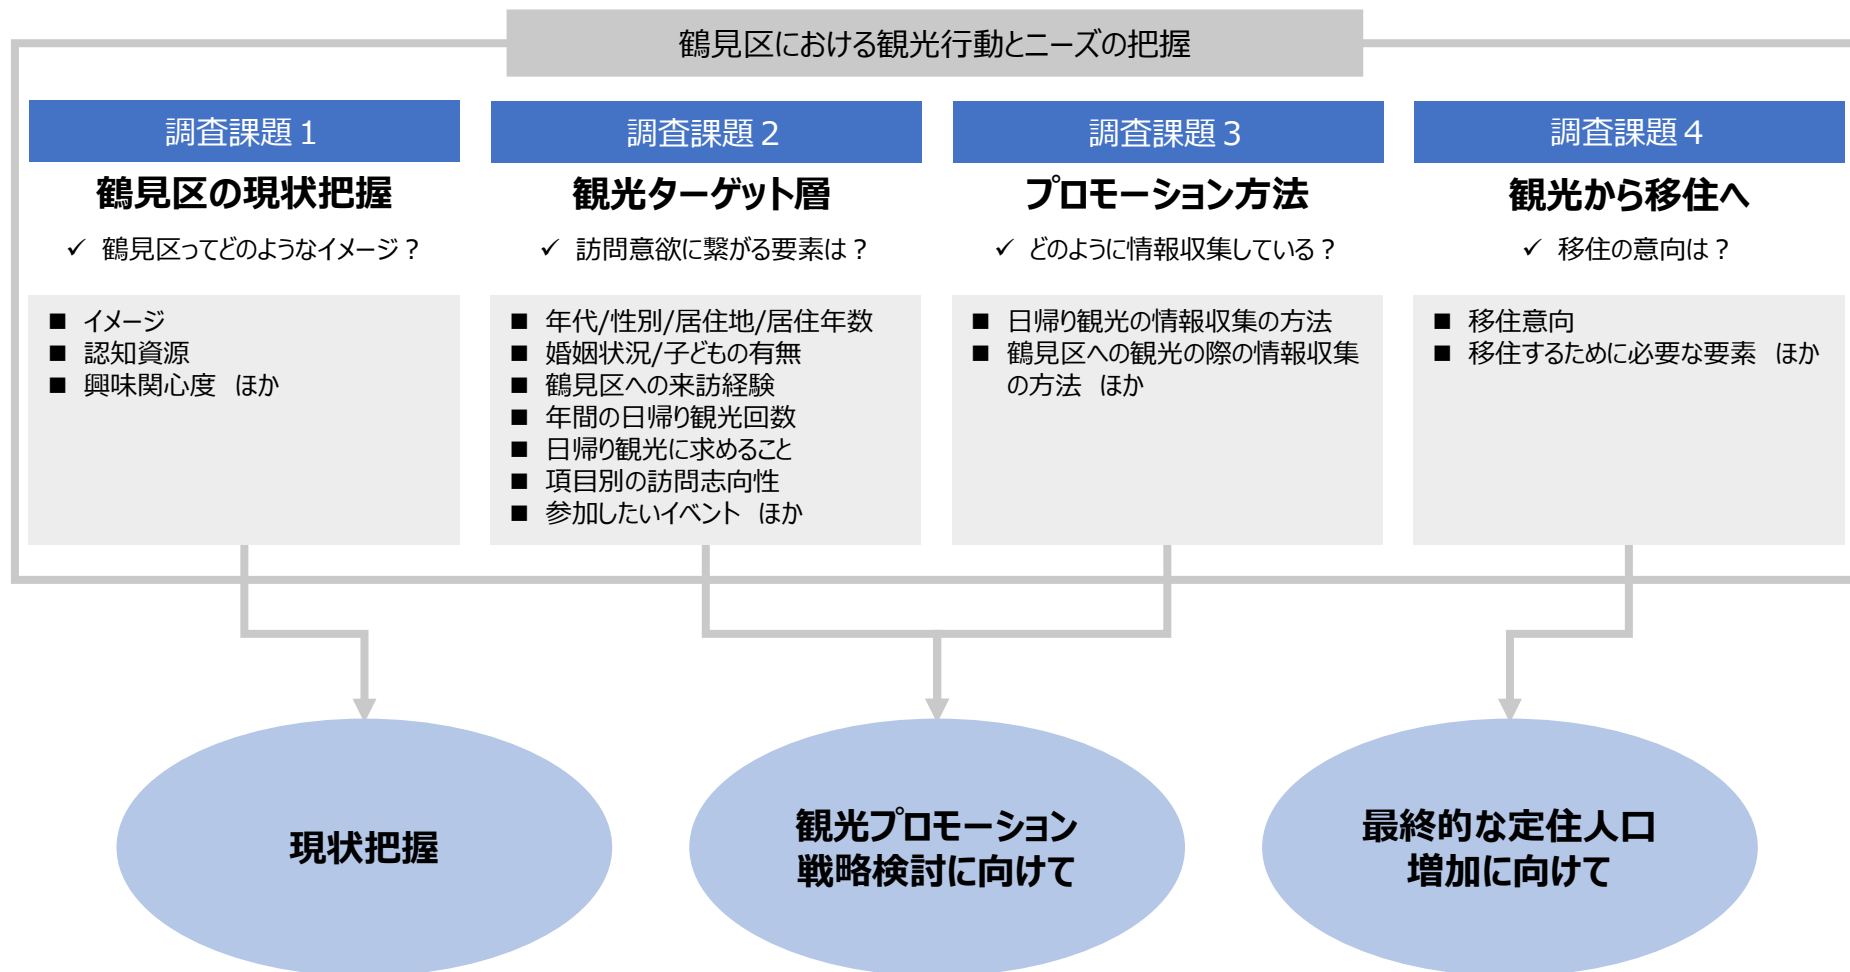 鶴見区における観光行動とニーズの把握
調査課題１
鶴見区の現状把握
✓ 鶴見区ってどのようなイメージ？
■ イメージ
■ 認知資源
■ 興味関心度　ほか
調査課題２
観光ターゲット層
✓ 訪問意欲に繋がる要素は？
■ 年代/性別/居住地/居住年数
■ 婚姻状況/子どもの有無
■ 鶴見区への来訪経験
■ 年間の日帰り観光回数
■ 日帰り観光に求めること
■ 項目別の訪問志向性
■ 参加したいイベント　ほか
調査課題３
プロモーション方法
✓ どのように情報収集している？
■ 日帰り観光の情報収集の方法
■ 鶴見区への観光の際の情報収集
の方法　ほか
調査課題４
観光から移住へ
✓ 移住の意向は？
■ 移住意向
■ 移住するために必要な要素　ほか
現状把握
観光プロモーション
戦略検討に向けて
最終的な定住人口
増加に向けて